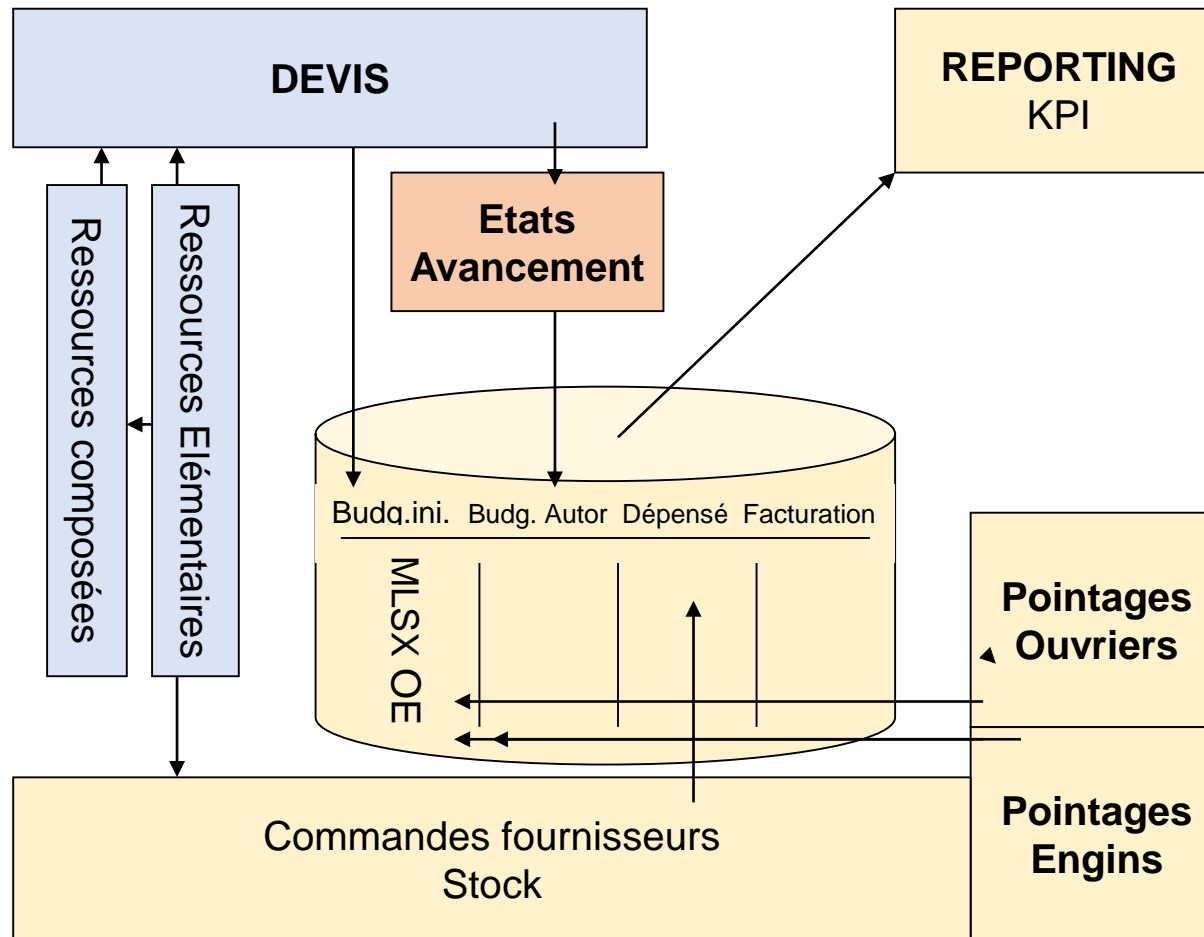 DEVIS
REPORTING
KPI
Ressources composées
Ressources Elémentaires
Etats
Avancement
Budg.ini. Budg. Autor Dépensé Facturation
MLSX OE
Pointages
Ouvriers
Commandes fournisseurs
Stock
Pointages
Engins